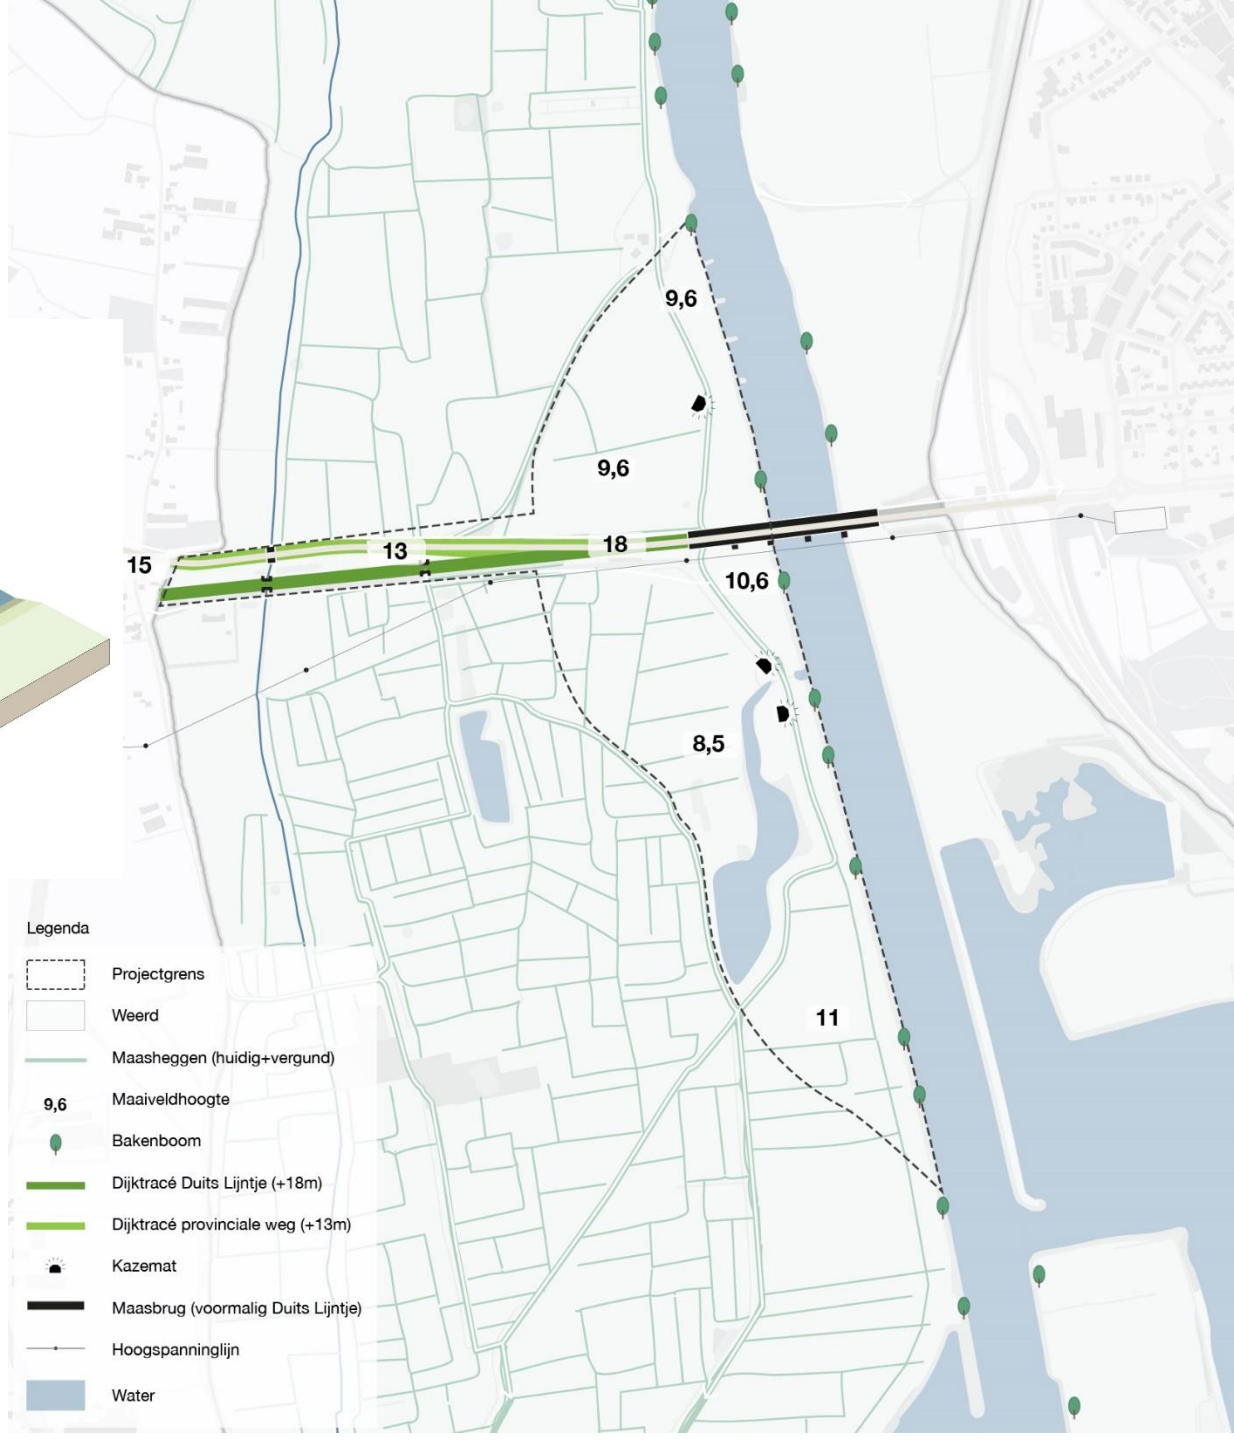 9,6
9,6
18
13
15
10,6
8,5
11
Legenda
Projectgrens
Weerd
Maasheggen (huidig+vergund)
9,6 Maaiveldhoogte
Bakenboom
Dijktracé Duits Lijntje (+18m)
Dijktracé provinciale weg (+13m)
Kazemat
Maasbrug (voormalig Duits Lijntje)
Hoogspanninglijn
Water